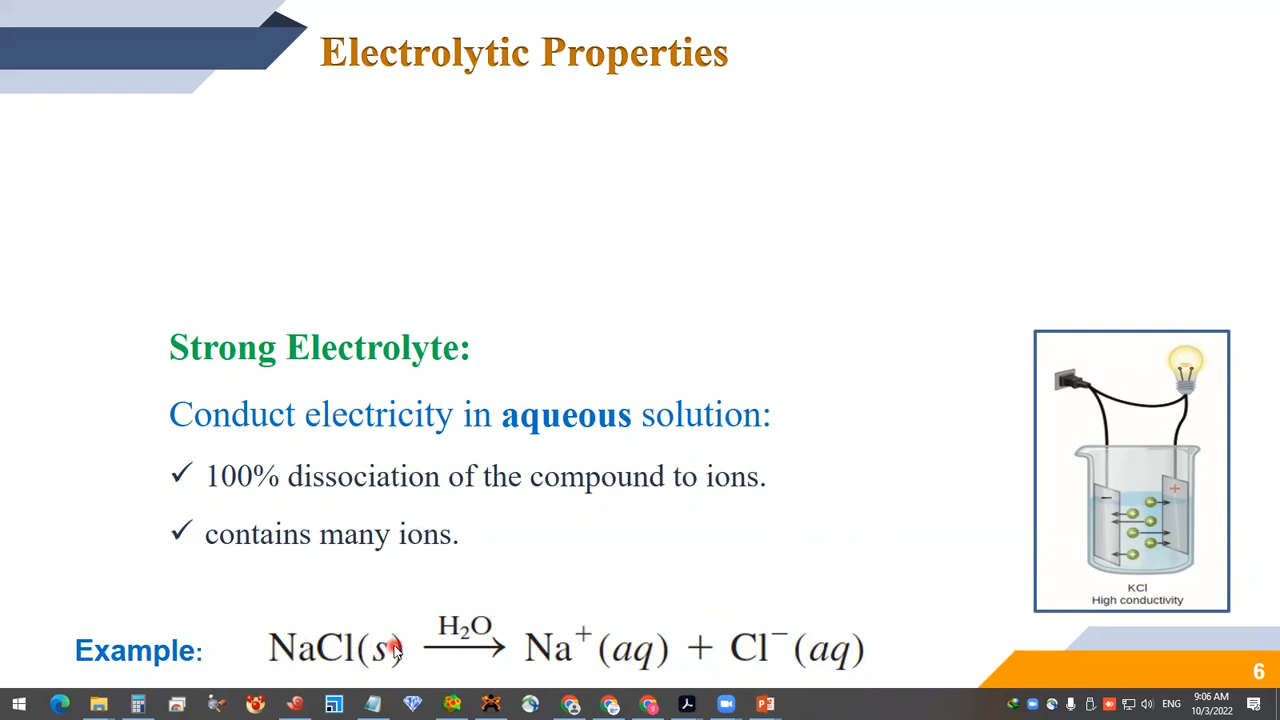 Electrolytic Properties
Strong Electrolyte:
Conduct electricity in aqueous solution:
✓ 100% dissociation of the compound to ions.
✓ contains many ions.
KCl
High conductivity
Example: NaCl(s) H₂O⟶ Na⁺(aq) + Cl⁻(aq)
6
ENG
9:06 AM
10/3/2022